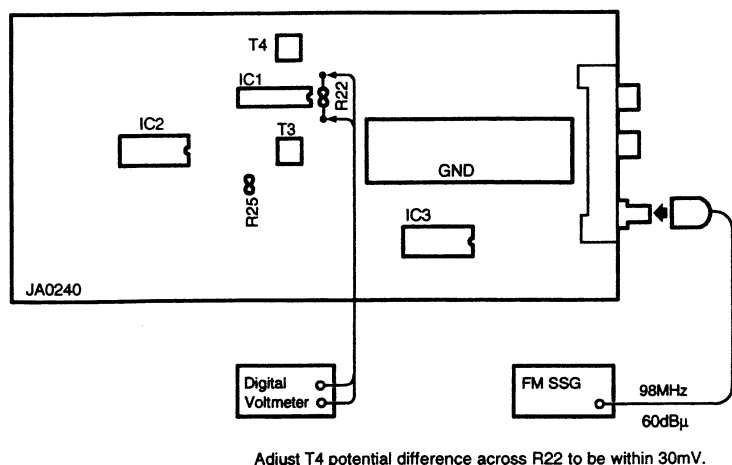 T4
IC1
R22
IC2
T3
GND
R25
IC3
JA0240
Digital
Voltmeter
FM SSG
98MHz
60dBμ
Adjust T4 potential difference across R22 to be within 30mV.